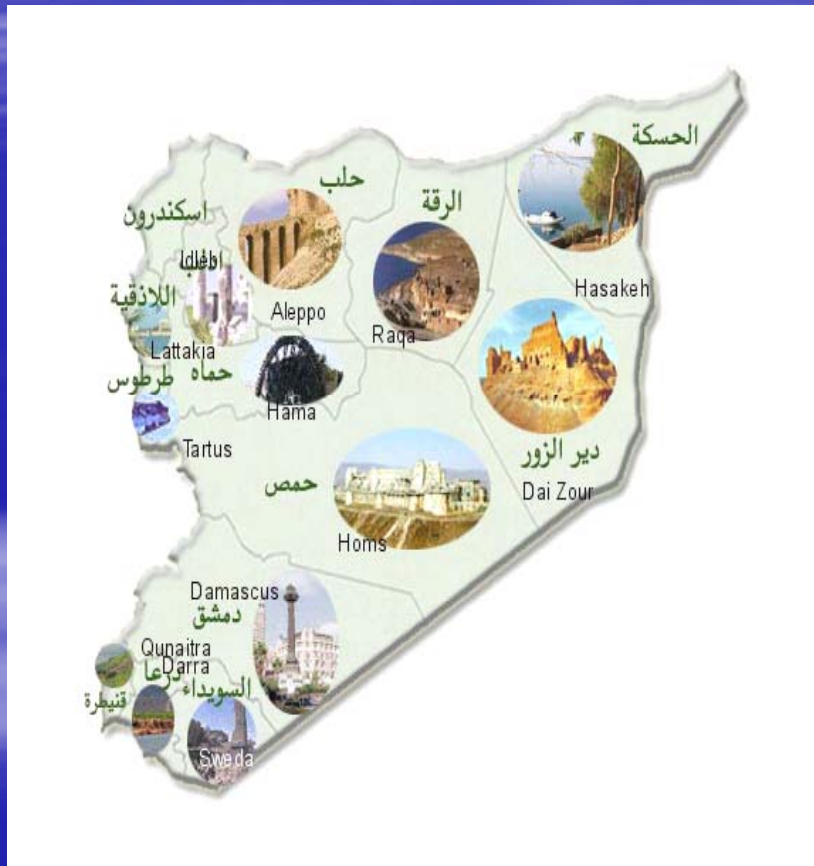 الحسكة
حلب
الرقة
اسكندرون
ادلب
Idleb
Hasakeh
اللاذقية
Aleppo
Raqa
Lattakia
حماه
طرطوس
Hama
Tartus
دير الزور
حمص
Dai Zour
Homs
Damascus
دمشق
Qunaitra
Darra
درعا
السويداء
قنيطرة
Sweda